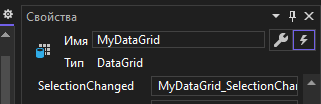 Свойства
Имя MyDataGrid
Тип DataGrid
SelectionChanged MyDataGrid_SelectionChan